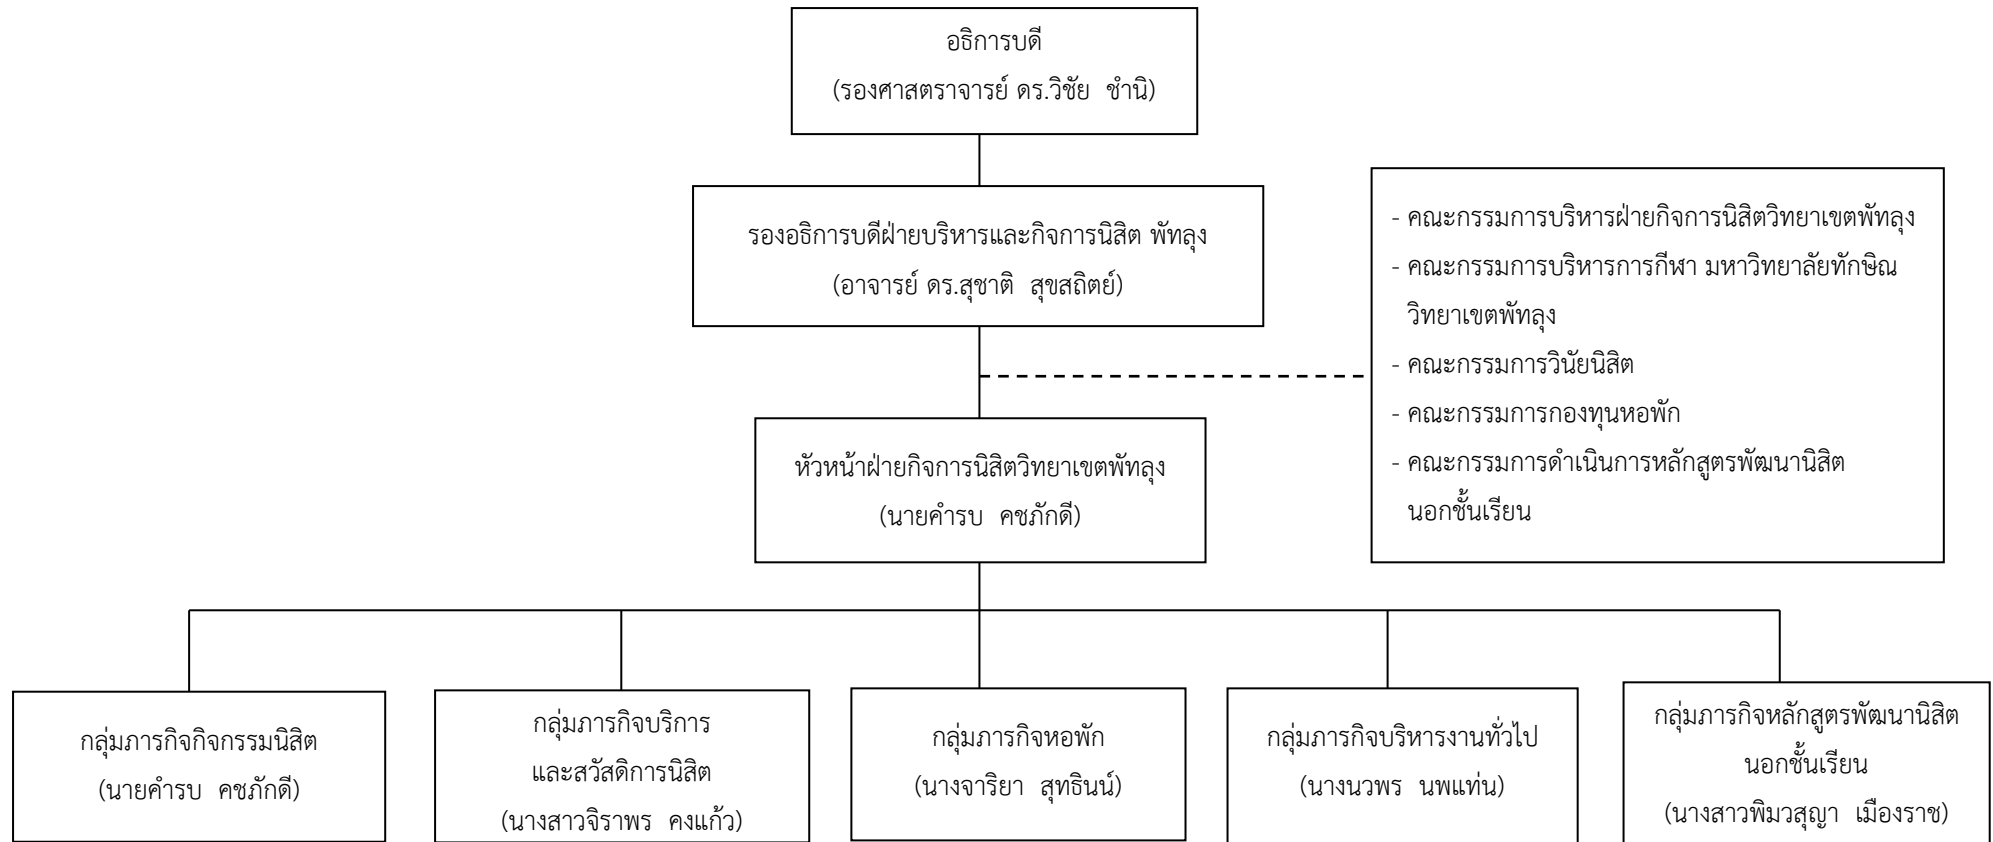 อธิการบดี
(รองศาสตราจารย์ ดร.วิชัย ชำนิ)
รองอธิการบดีฝ่ายบริหารและกิจการนิสิต พัทลุง
(อาจารย์ ดร.สุชาติ สุขสถิตย์)
- คณะกรรมการบริหารฝ่ายกิจการนิสิตวิทยาเขตพัทลุง
- คณะกรรมการบริหารการกีฬา มหาวิทยาลัยทักษิณ
วิทยาเขตพัทลุง
- คณะกรรมการวินัยนิสิต
- คณะกรรมการกองทุนหอพัก
- คณะกรรมการดำเนินการหลักสูตรพัฒนานิสิต
นอกชั้นเรียน
หัวหน้าฝ่ายกิจการนิสิตวิทยาเขตพัทลุง
(นายคำรบ คชภักดี)
กลุ่มภารกิจกิจกรรมนิสิต
(นายคำรบ คชภักดี)
กลุ่มภารกิจบริการ
และสวัสดิการนิสิต
(นางสาวจิราพร คงแก้ว)
กลุ่มภารกิจหอพัก
(นางจาริยา สุทธินนท์)
กลุ่มภารกิจบริหารงานทั่วไป
(นางนวพร นพแท่น)
กลุ่มภารกิจหลักสูตรพัฒนานิสิต
นอกชั้นเรียน
(นางสาวพิมวสุญา เมืองราช)